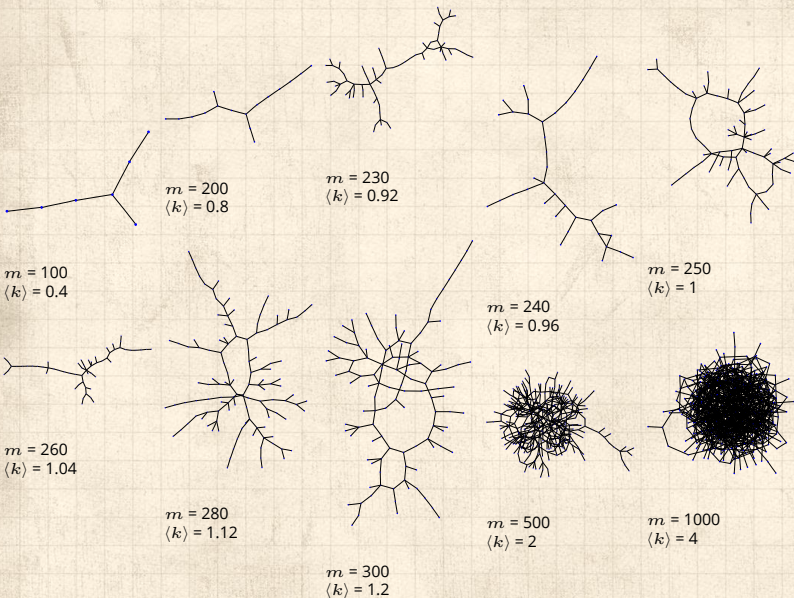 m = 100
⟨k⟩ = 0.4
m = 200
⟨k⟩ = 0.8
m = 230
⟨k⟩ = 0.92
m = 240
⟨k⟩ = 0.96
m = 250
⟨k⟩ = 1
m = 260
⟨k⟩ = 1.04
m = 280
⟨k⟩ = 1.12
m = 300
⟨k⟩ = 1.2
m = 500
⟨k⟩ = 2
m = 1000
⟨k⟩ = 4